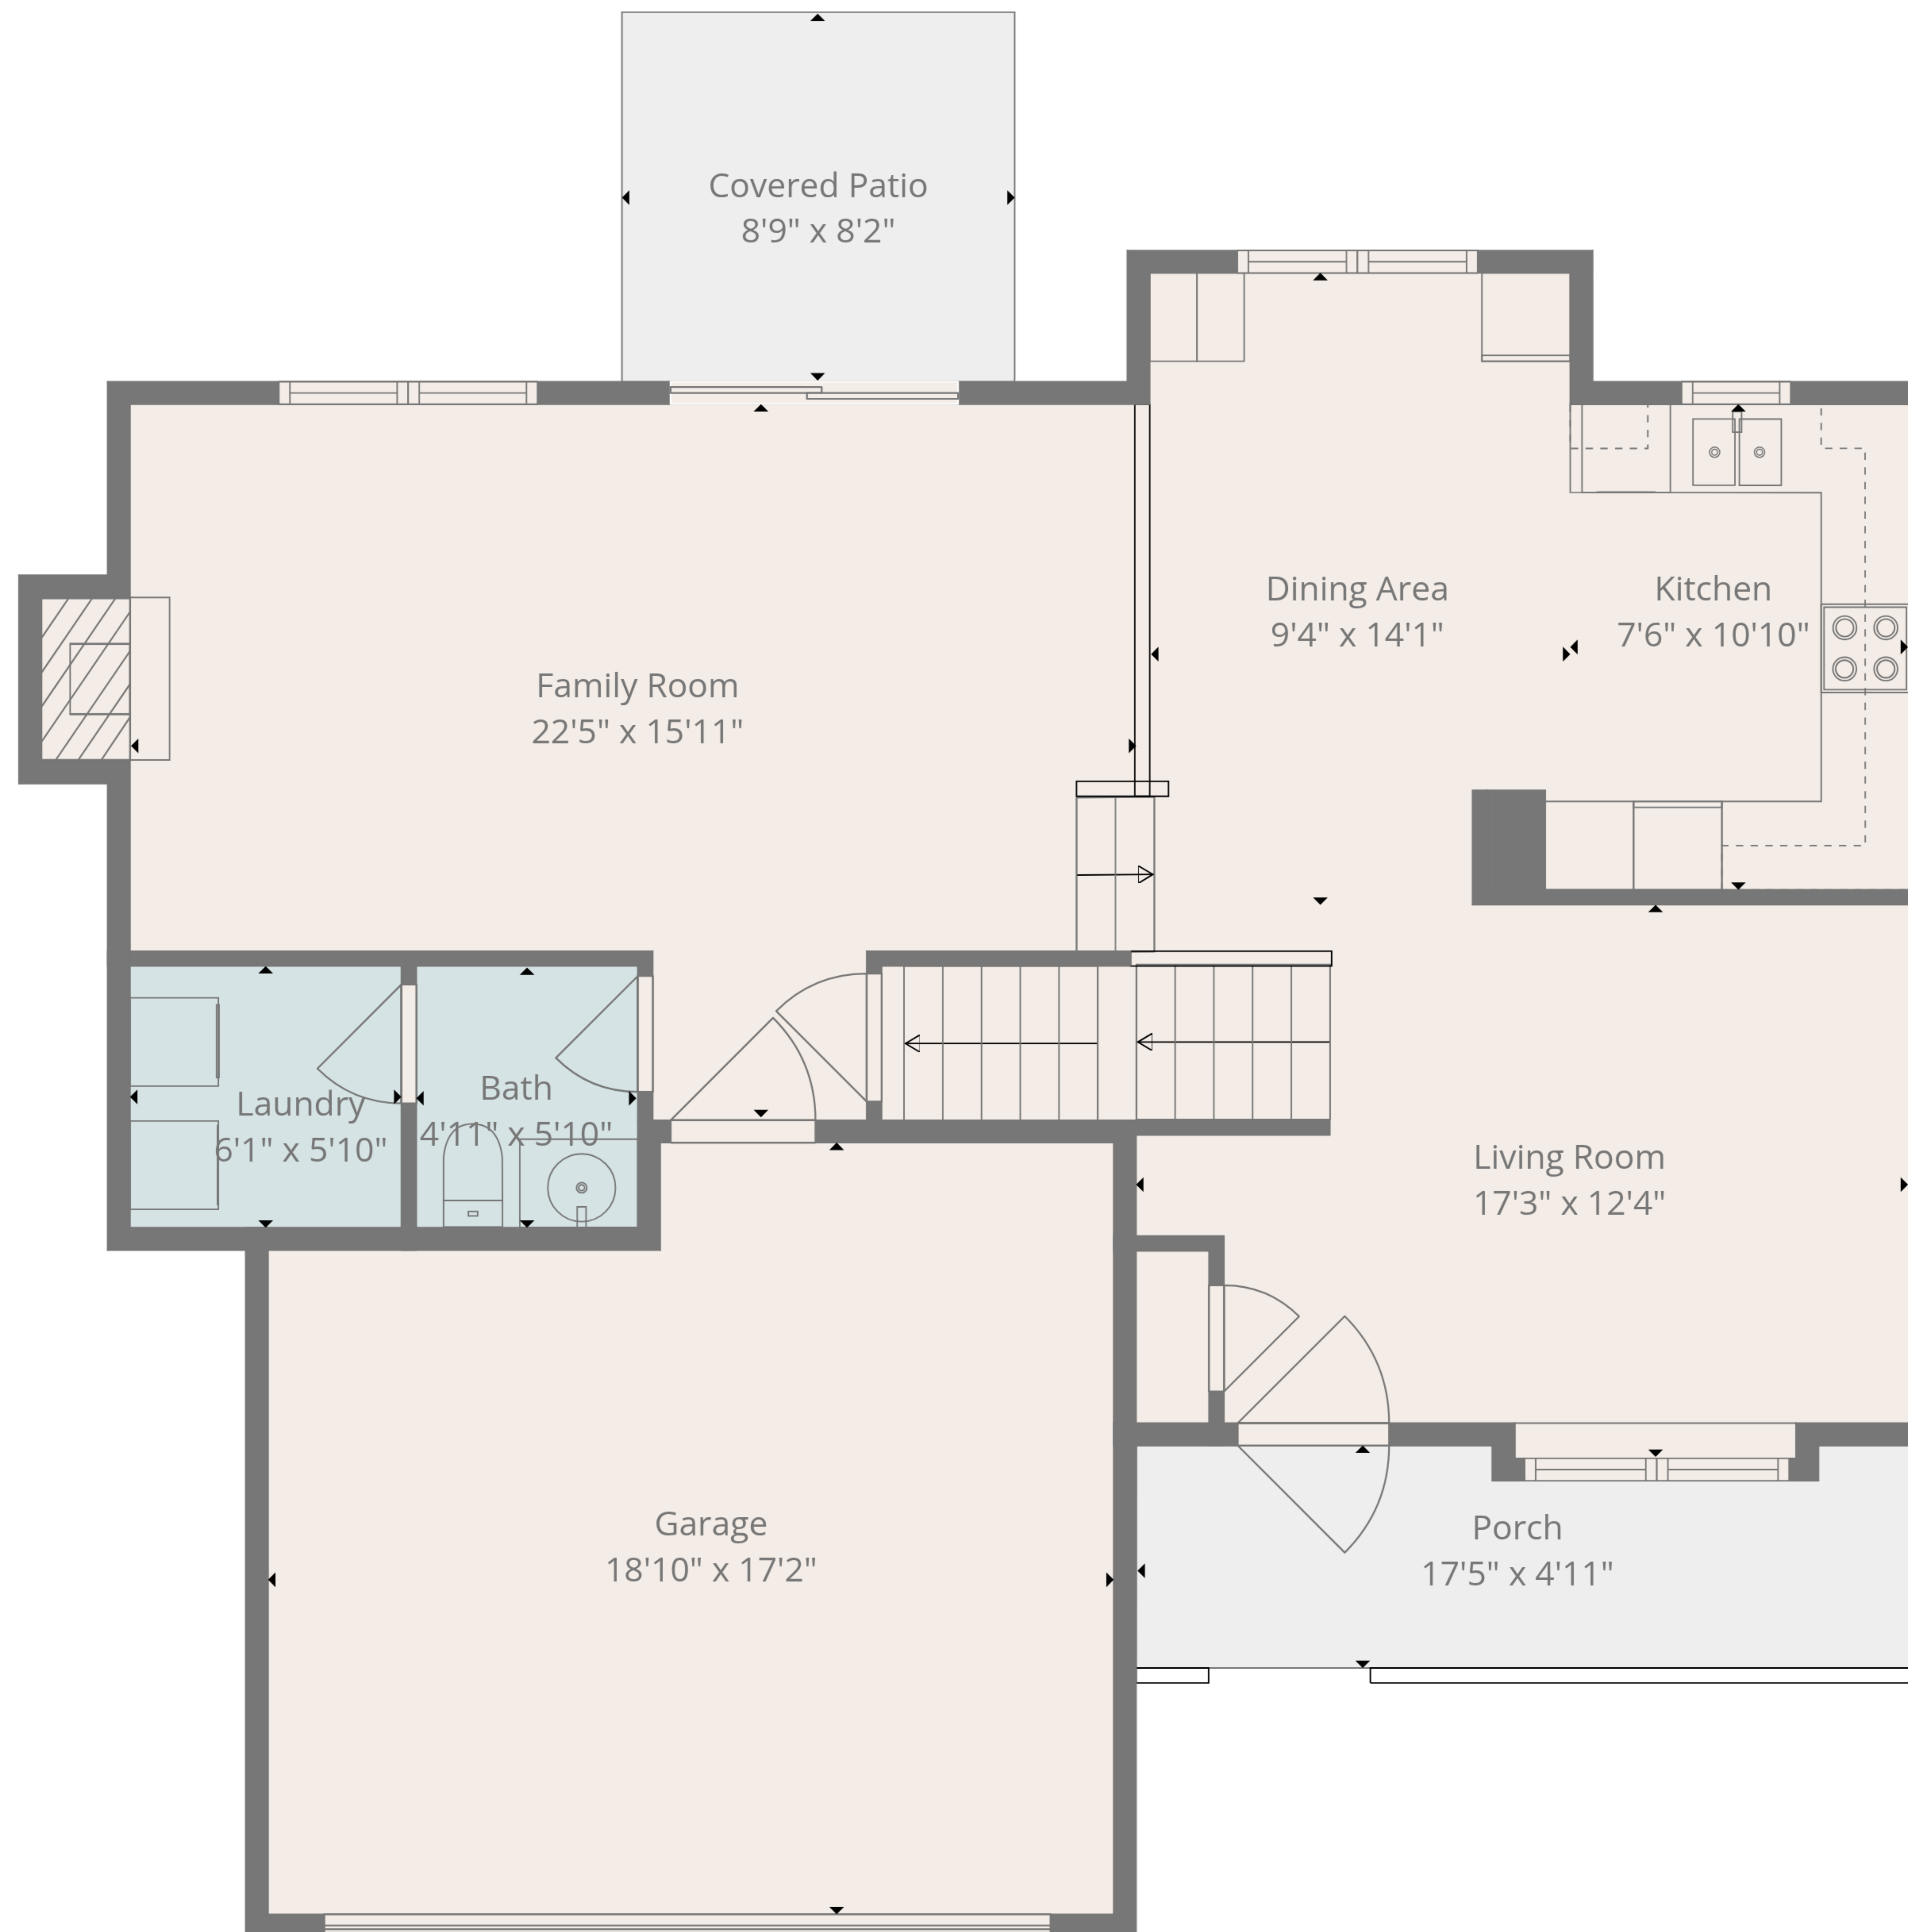 Covered Patio
8'9" x 8'2"
Dining Area
9'4" x 14'1"
Kitchen
7'6" x 10'10"
Family Room
22'5" x 15'11"
Laundry
6'1" x 5'10"
Bath
4'11" x 5'10"
Living Room
17'3" x 12'4"
Garage
18'10" x 17'2"
Porch
17'5" x 4'11"